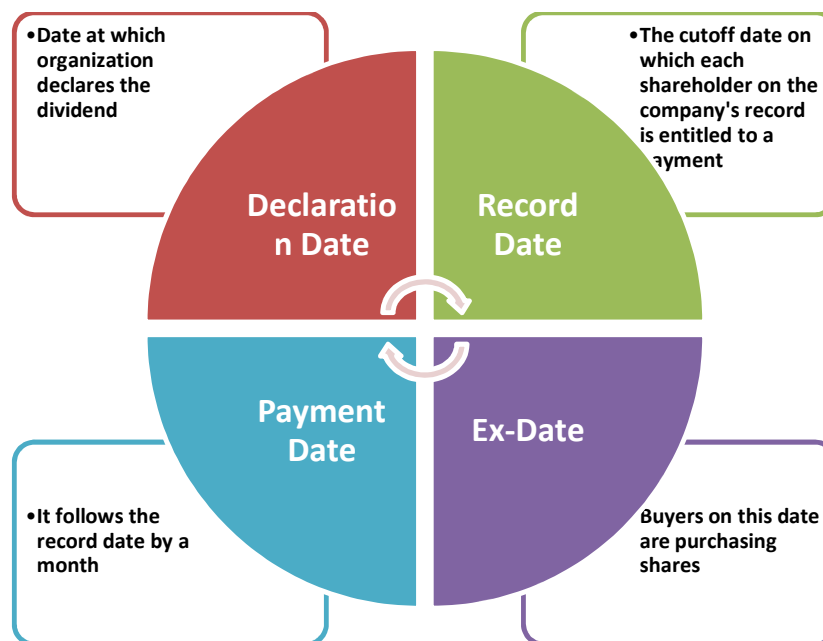 •Date at which
organization
declares the
dividend
•The cutoff date on
which each
shareholder on the
company's record
is entitled to a
payment
Declaratio
n Date
Record
Date
Payment
Date
Ex-Date
•It follows the
record date by a
month
Buyers on this date
are purchasing
shares